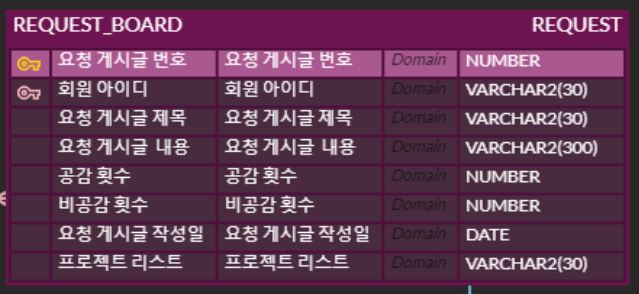 REQUEST_BOARD REQUEST
요청 게시글 번호 요청 게시글 번호 Domain NUMBER
회원 아이디 회원 아이디 Domain VARCHAR2(30)
요청 게시글 제목 요청 게시글 제목 Domain VARCHAR2(30)
요청 게시글 내용 요청 게시글 내용 Domain VARCHAR2(300)
공감 횟수 공감 횟수 Domain NUMBER
비공감 횟수 비공감 횟수 Domain NUMBER
요청 게시글 작성일 요청 게시글 작성일 Domain DATE
프로젝트 리스트 프로젝트 리스트 Domain VARCHAR2(30)